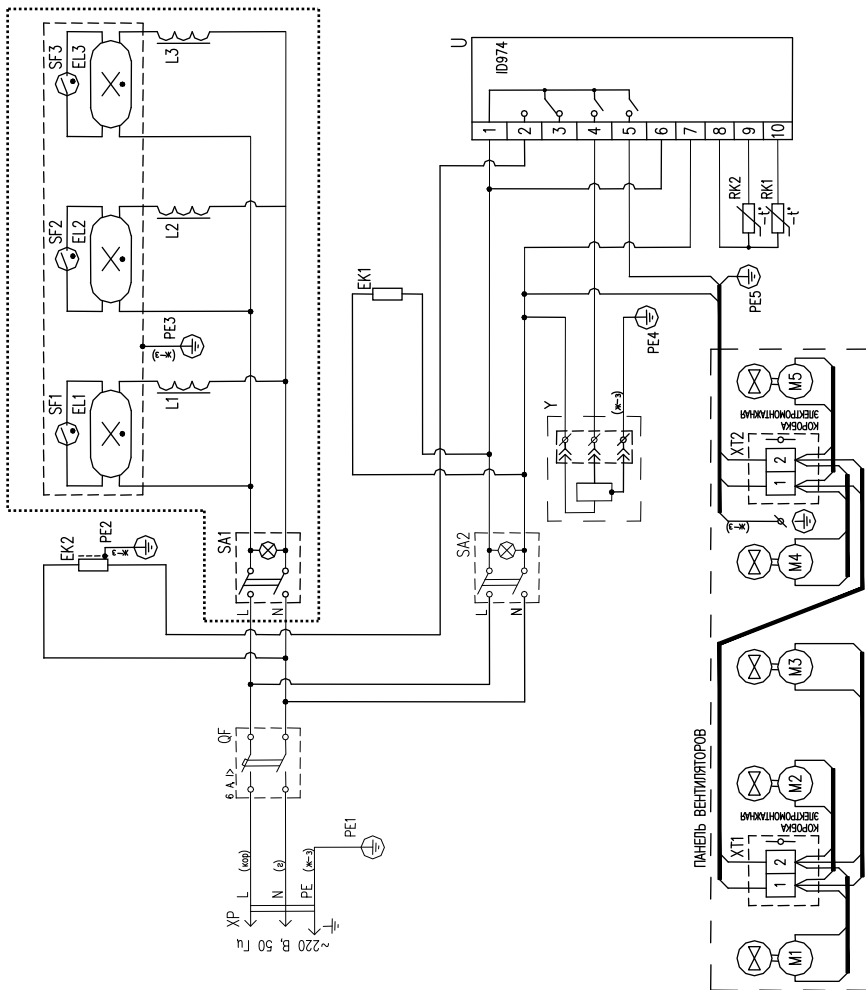 SF3
EL3
L3
SF2
EL2
L2
PE3
(ж-з)
SF1
EL1
L1
EK2
PE2
ж-з
SA1
L
N
QF
6 A, I>
XP
L
(кор)
N
(г)
PE
(ж-з)
PE1
~220 В, 50 Гц
U
ID974
1
2
3
4
5
6
7
8
9
10
RK2
-t°
RK1
-t°
EK1
SA2
L
N
Y
(ж-з)
PE4
PE5
ПАНЕЛЬ ВЕНТИЛЯТОРОВ
M5
КОРОБКА
ЭЛЕКТРОМОНТАЖНАЯ
XT2
1
2
(ж-з)
M4
M3
M2
КОРОБКА
ЭЛЕКТРОМОНТАЖНАЯ
XT1
1
2
M1